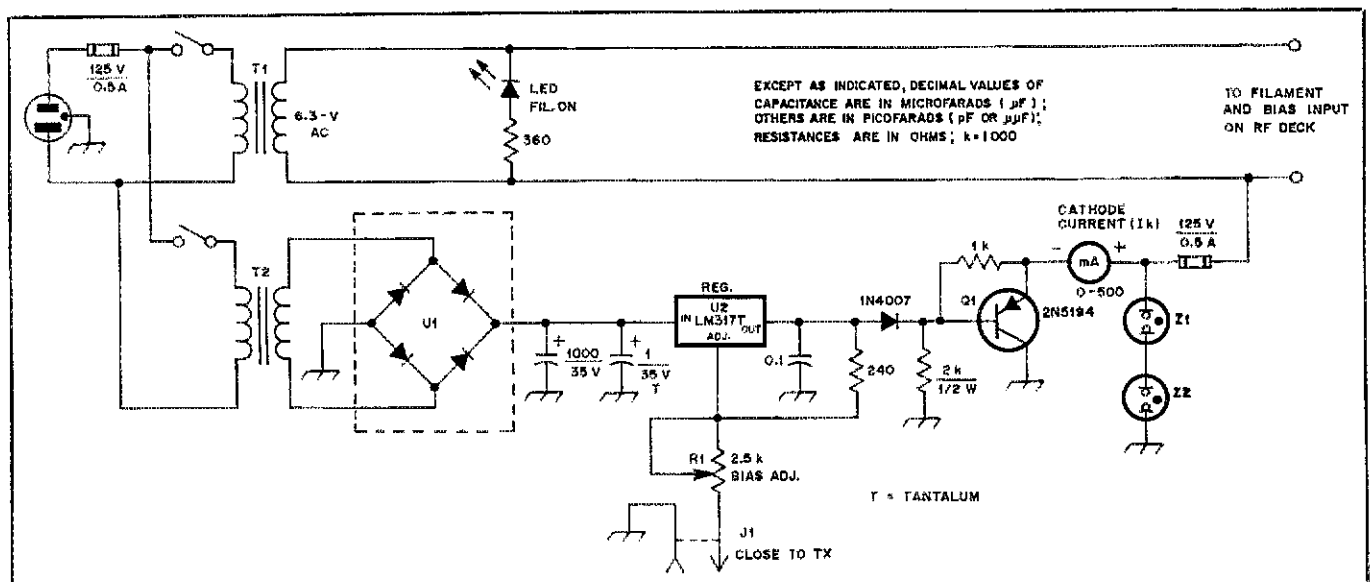 125 V
0.5 A
T1
6.3-V
AC
LED
FIL. ON
360
EXCEPT AS INDICATED, DECIMAL VALUES OF
CAPACITANCE ARE IN MICROFARADS ( µF ) ;
OTHERS ARE IN PICOFARADS ( pF OR µµF);
RESISTANCES ARE IN OHMS; k=1000
TO FILAMENT
AND BIAS INPUT
ON RF DECK
T2
U1
1000
35 V
1
35 V
T
REG.
U2
IN LM317T OUT
ADJ.
0.1
240
1N4007
2 k
1/2 W
1 k
Q1
2N5194
CATHODE
CURRENT (Ik)
- mA +
0-500
125 V
0.5 A
Z1
Z2
R1
2.5 k
BIAS ADJ.
J1
CLOSE TO TX
T = TANTALUM